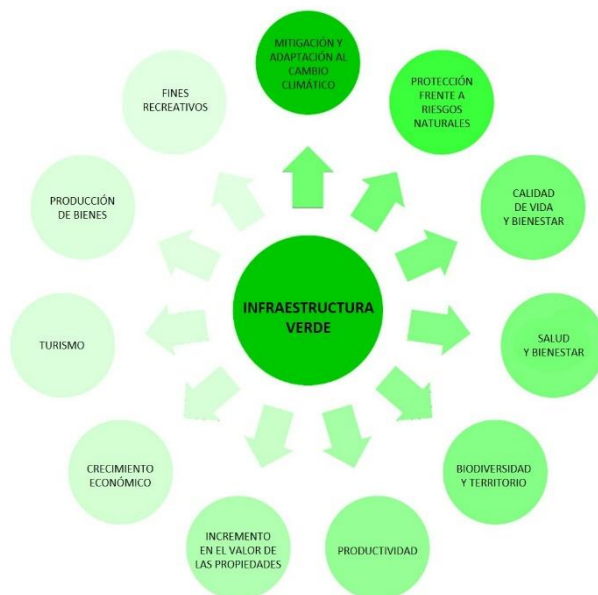 MITIGACIÓN Y
ADAPTACIÓN AL
CAMBIO
CLIMÁTICO
PROTECCIÓN
FRENTE A
RIESGOS
NATURALES
CALIDAD
DE VIDA
Y BIENESTAR
SALUD
Y BIENESTAR
BIODIVERSIDAD
Y TERRITORIO
PRODUCTIVIDAD
INCREMENTO
EN EL VALOR DE
LAS PROPIEDADES
CRECIMIENTO
ECONÓMICO
TURISMO
PRODUCCIÓN
DE BIENES
FINES
RECREATIVOS
INFRAESTRUCTURA
VERDE